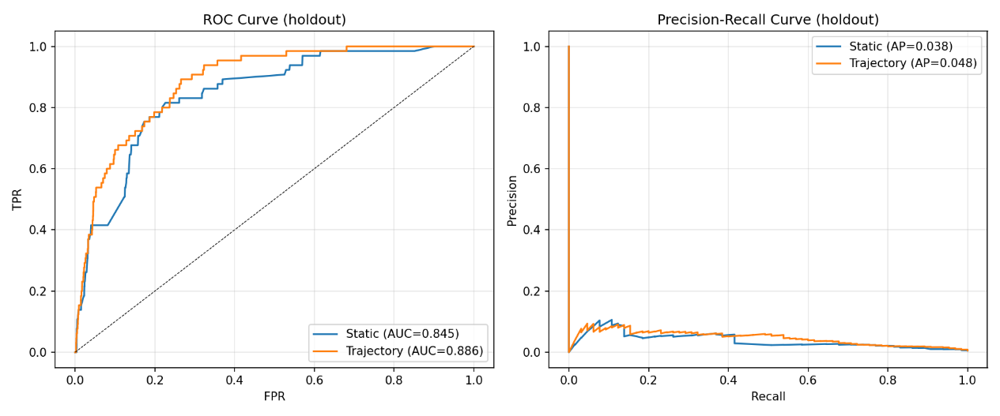 ROC Curve (holdout)
1.0
0.8
0.6
0.4
0.2
0.0
TPR
0.0
0.2
0.4
0.6
0.8
1.0
FPR
Static (AUC=0.845)
Trajectory (AUC=0.886)
Precision-Recall Curve (holdout)
1.0
0.8
0.6
0.4
0.2
0.0
Precision
0.0
0.2
0.4
0.6
0.8
1.0
Recall
Static (AP=0.038)
Trajectory (AP=0.048)